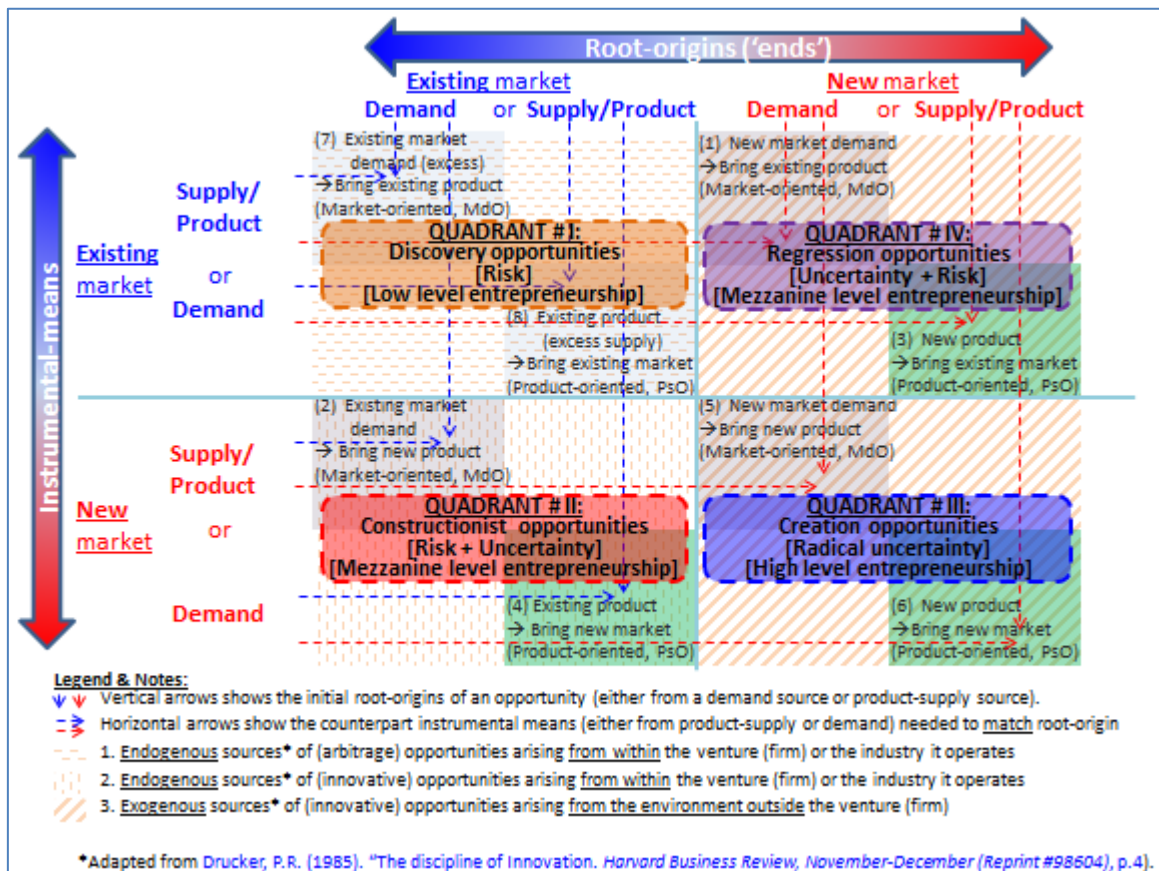 Root-origins ('ends')
Existing market
New market
Demand or Supply/Product
Demand or Supply/Product
Instrumental-means
Existing market
Supply/
Product
or
Demand
(7) Existing market
demand (excess)
→Bring existing product
(Market-oriented, MdO)
QUADRANT # I:
Discovery opportunities
[Risk]
[Low level entrepreneurship]
(8) Existing product
(excess supply)
→ Bring existing market
(Product-oriented, PsO)
(1) New market demand
→ Bring existing product
(Market-oriented, MdO)
QUADRANT # IV:
Regression opportunities
[Uncertainty + Risk]
[Mezzanine level entrepreneurship]
(3) New product
→ Bring existing market
(Product-oriented, PsO)
New
market
Supply/
Product
or
Demand
(2) Existing market
demand
→ Bring new product
(Market-oriented, MdO)
QUADRANT # II:
Constructionist opportunities
[Risk + Uncertainty]
[Mezzanine level entrepreneurship]
(4) Existing product
→ Bring new market
(Product-oriented, PsO)
(5) New market demand
→ Bring new product
(Market-oriented, MdO)
QUADRANT # III:
Creation opportunities
[Radical uncertainty]
[High level entrepreneurship]
(6) New product
→ Bring new market
(Product-oriented, PsO)
Legend & Notes:
Vertical arrows shows the initial root-origins of an opportunity (either from a demand source or product-supply source).
Horizontal arrows show the counterpart instrumental means (either from product-supply or demand) needed to match root-origin
1. Endogenous sources♦ of (arbitrage) opportunities arising from within the venture (firm) or the industry it operates
2. Endogenous sources♦ of (innovative) opportunities arising from within the venture (firm) or the industry it operates
3. Exogenous sources♦ of (innovative) opportunities arising from the environment outside the venture (firm)
♦Adapted from Drucker, P.R. (1985). "The discipline of Innovation. Harvard Business Review, November-December (Reprint #98604), p.4).